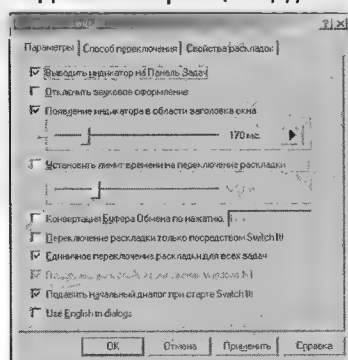 Параметры Способ переключения Свойства раскладок
Выводить индикатор на Панель Задач
Отключить звуковое оформление
Появление индикатора в области заголовка окна
170 мс.
Установить лимит времени на переключение раскладки
Конвертация Буфера Обмена по нажатию
Переключение раскладки только посредством Switch It!
Единичное переключение раскладки для всех задач
Подавить начальный диалог при старте Switch It!
Use English in dialogs
OK Отмена Применить Справка